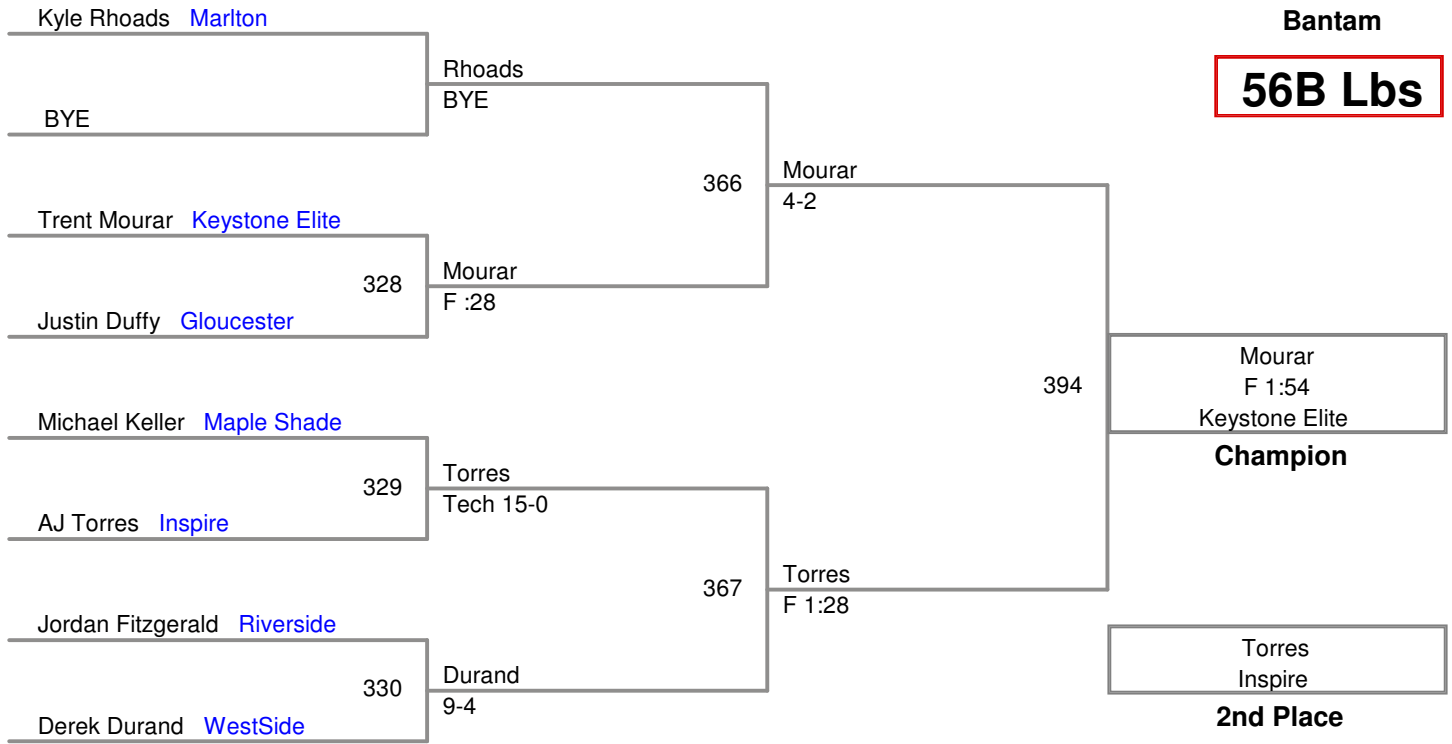 Kyle Rhoads Marlton
Bantam
56B Lbs
Rhoads
BYE
BYE
366
Mourar
4-2
Trent Mourar Keystone Elite
328
Mourar
F :28
Justin Duffy Gloucester
394
Mourar
F 1:54
Keystone Elite
Champion
Michael Keller Maple Shade
329
Torres
Tech 15-0
AJ Torres Inspire
367
Torres
F 1:28
Jordan Fitzgerald Riverside
330
Durand
9-4
Derek Durand WestSide
Torres
Inspire
2nd Place